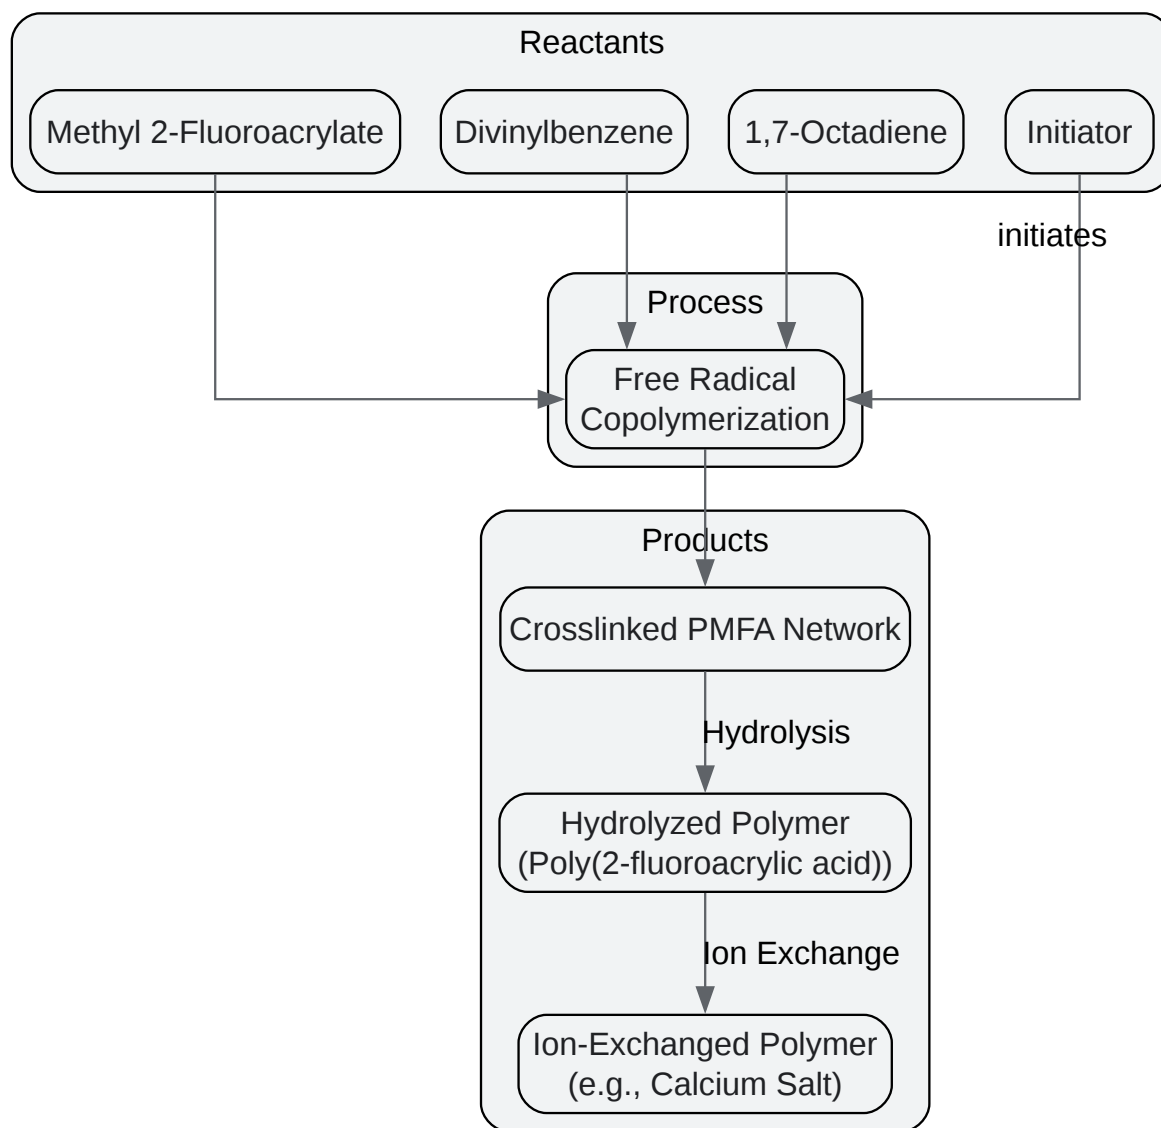 Reactants
Methyl 2-Fluoroacrylate
Divinylbenzene
1,7-Octadiene
Initiator
initiates
Process
Free Radical
Copolymerization
Products
Crosslinked PMFA Network
Hydrolysis
Hydrolyzed Polymer
(Poly(2-fluoroacrylic acid))
Ion Exchange
Ion-Exchanged Polymer
(e.g., Calcium Salt)